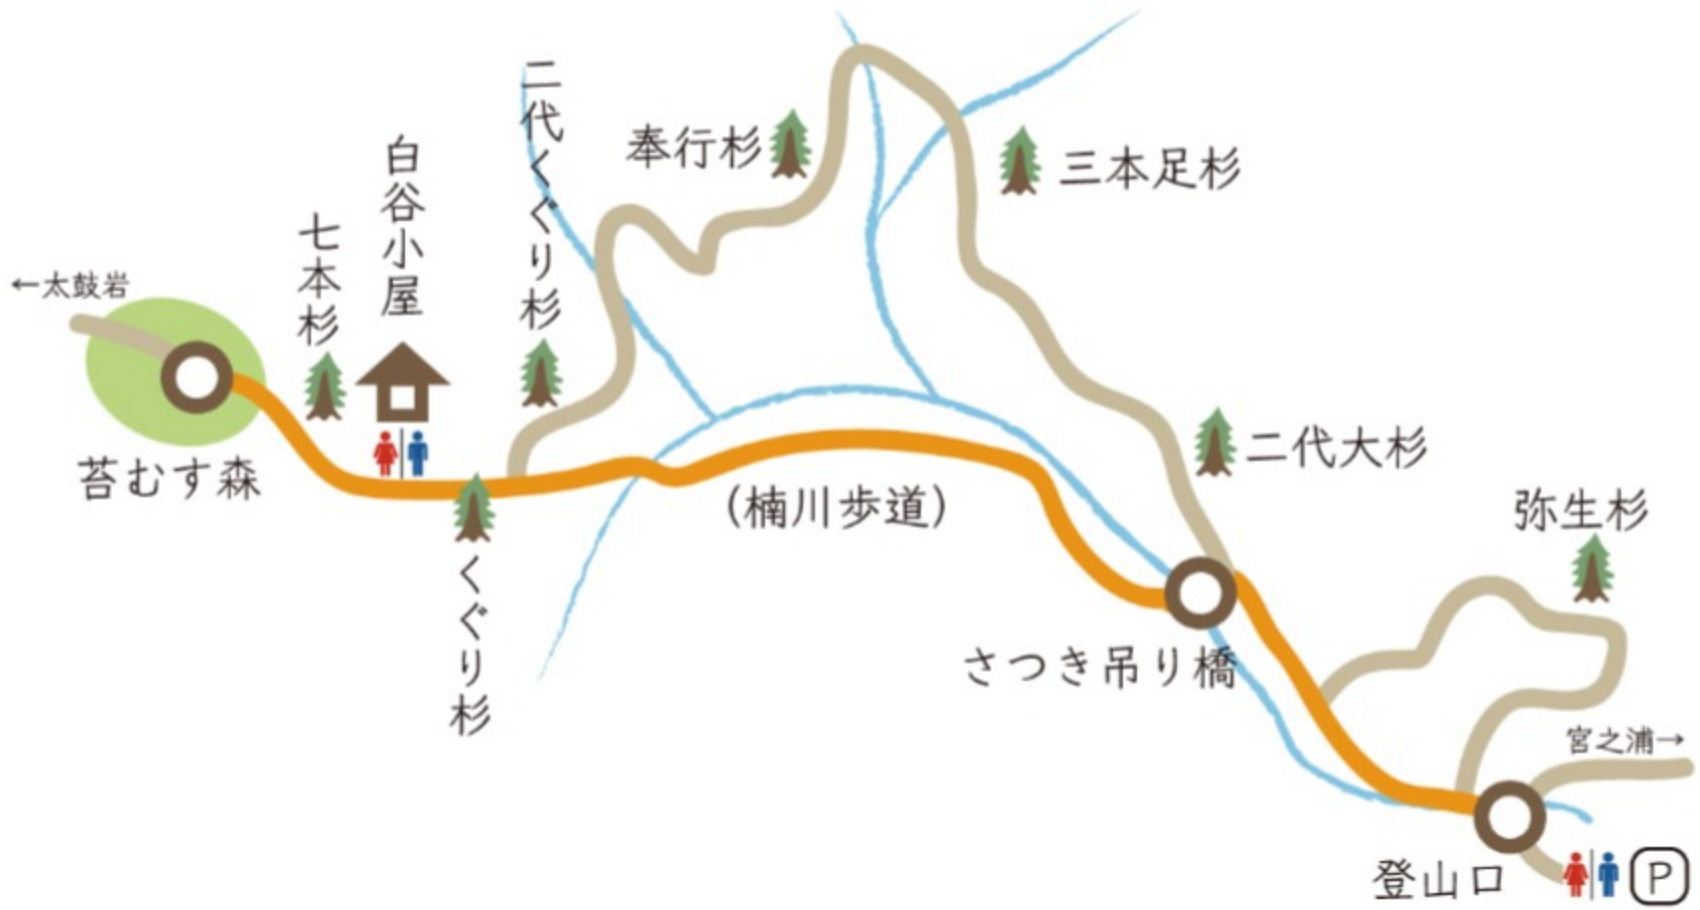 二代くぐり杉
奉行杉
三本足杉
白谷小屋
七本杉
←太鼓岩
苔むす森
二代大杉
弥生杉
(楠川歩道)
くぐり杉
さつき吊り橋
宮之浦→
登山口
P